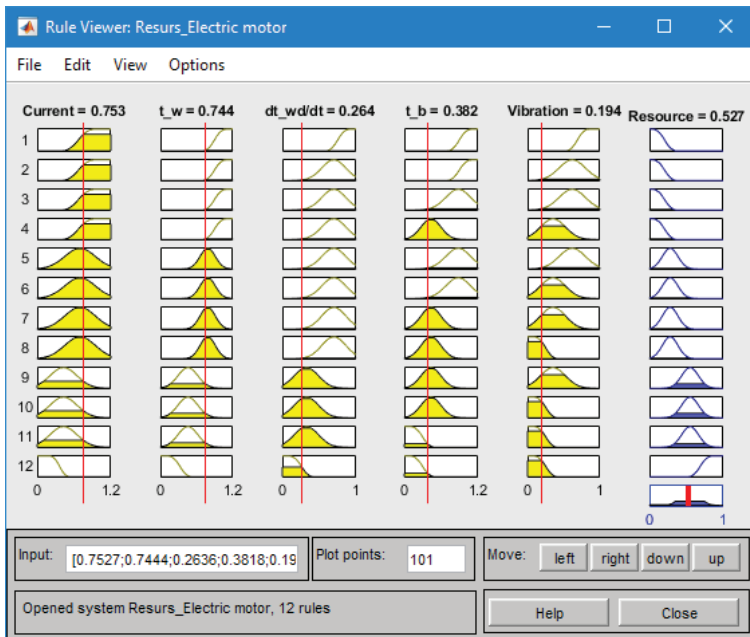 Rule Viewer: Resurs_Electric motor
File Edit View Options
Current = 0.753 t_w = 0.744 dt_wd/dt = 0.264 t_b = 0.382 Vibration = 0.194 Resource = 0.527
1
2
3
4
5
6
7
8
9
10
11
12
0 1.2 0 1.2 0 1 0 1.2 0 1
0 1
Input: [0.7527;0.7444;0.2636;0.3818;0.19 Plot points: 101 Move: left right down up
Opened system Resurs_Electric motor, 12 rules Help Close